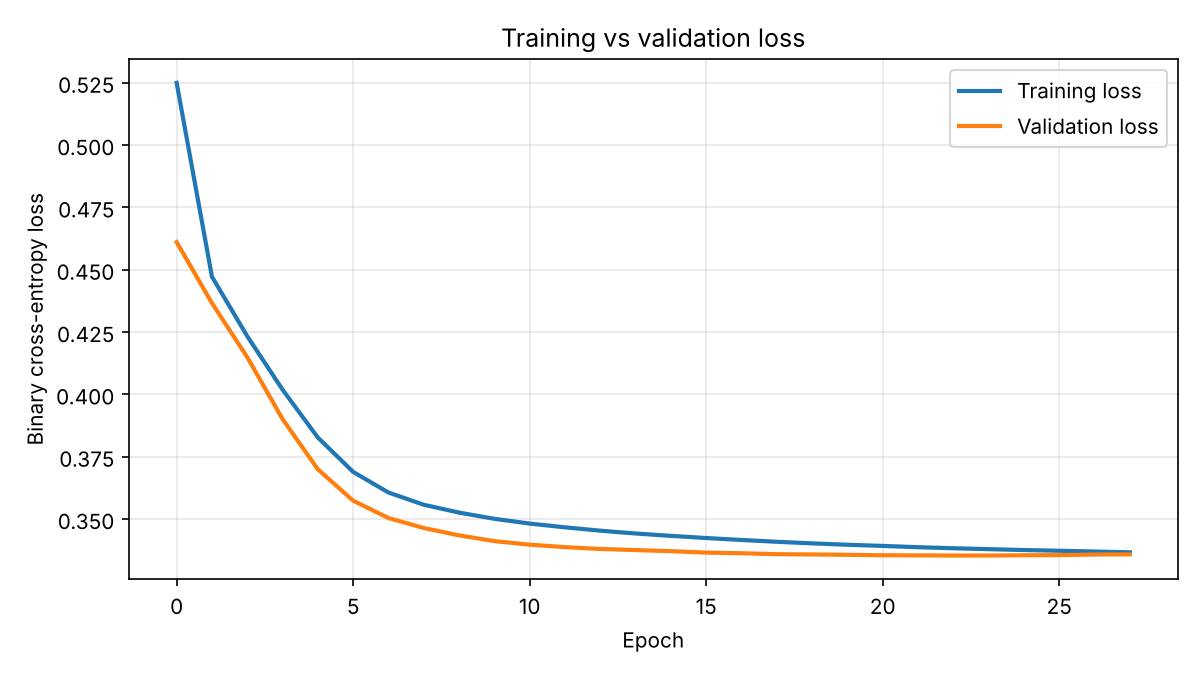 Training vs validation loss
Training loss
Validation loss
Binary cross-entropy loss
0.525
0.500
0.475
0.450
0.425
0.400
0.375
0.350
0 5 10 15 20 25
Epoch